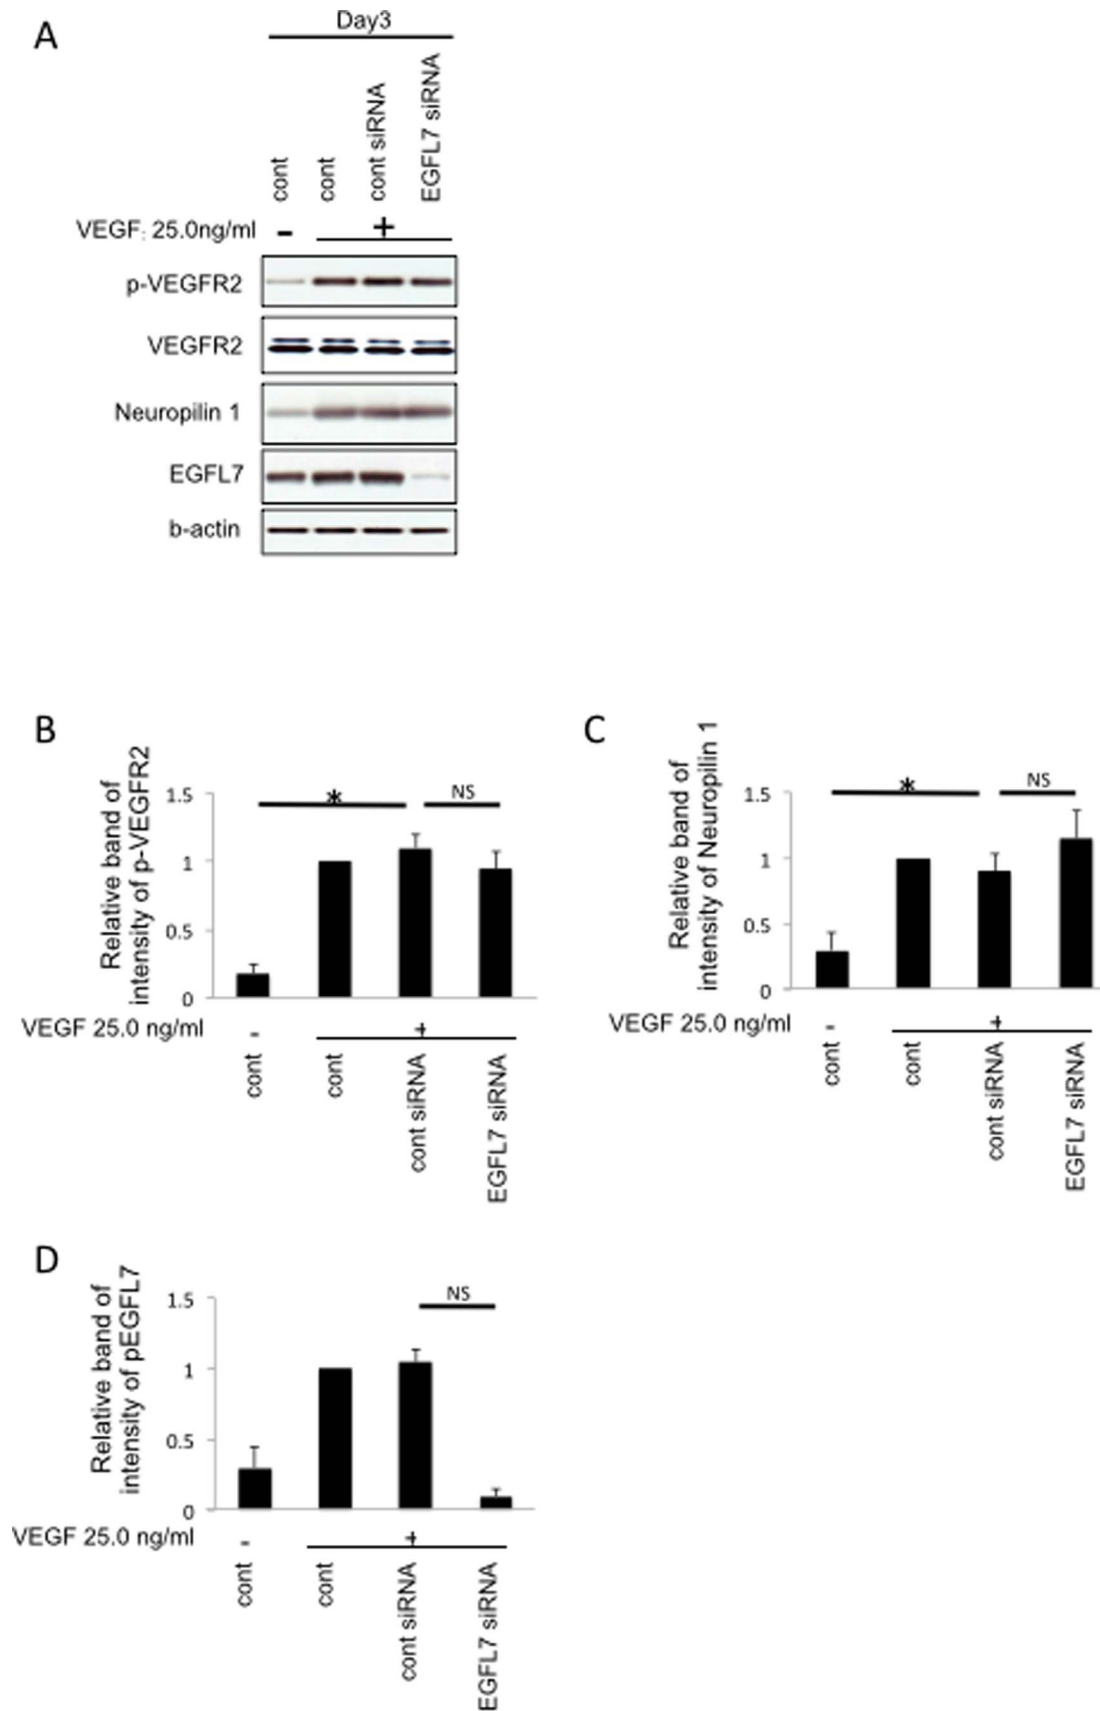 A
Day3
cont
cont
cont siRNA
EGFL7 siRNA
VEGF: 25.0ng/ml - +
p-VEGFR2
VEGFR2
Neuropilin 1
EGFL7
b-actin
B
Relative band of
intensity of p-VEGFR2
1.5
1
0.5
0
*
NS
VEGF 25.0 ng/ml - +
cont
cont
cont siRNA
EGFL7 siRNA
C
Relative band of
intensity of Neuropilin 1
1.5
1
0.5
0
*
NS
VEGF 25.0 ng/ml - +
cont
cont
cont siRNA
EGFL7 siRNA
D
Relative band of
intensity of pEGFL7
1.5
1
0.5
0
NS
VEGF 25.0 ng/ml - +
cont
cont
cont siRNA
EGFL7 siRNA